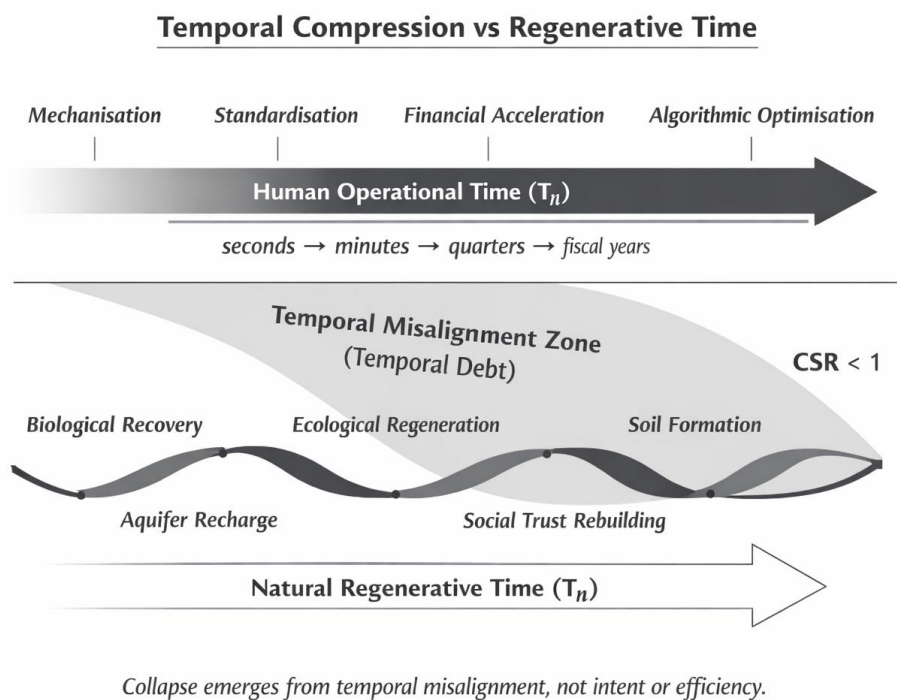 Temporal Compression vs Regenerative Time
Mechanisation Standardisation Financial Acceleration Algorithmic Optimisation
Human Operational Time (Tn)
seconds → minutes → quarters → fiscal years
Temporal Misalignment Zone
(Temporal Debt)
CSR < 1
Biological Recovery Ecological Regeneration Soil Formation
Aquifer Recharge Social Trust Rebuilding
Natural Regenerative Time (Tn)
Collapse emerges from temporal misalignment, not intent or efficiency.